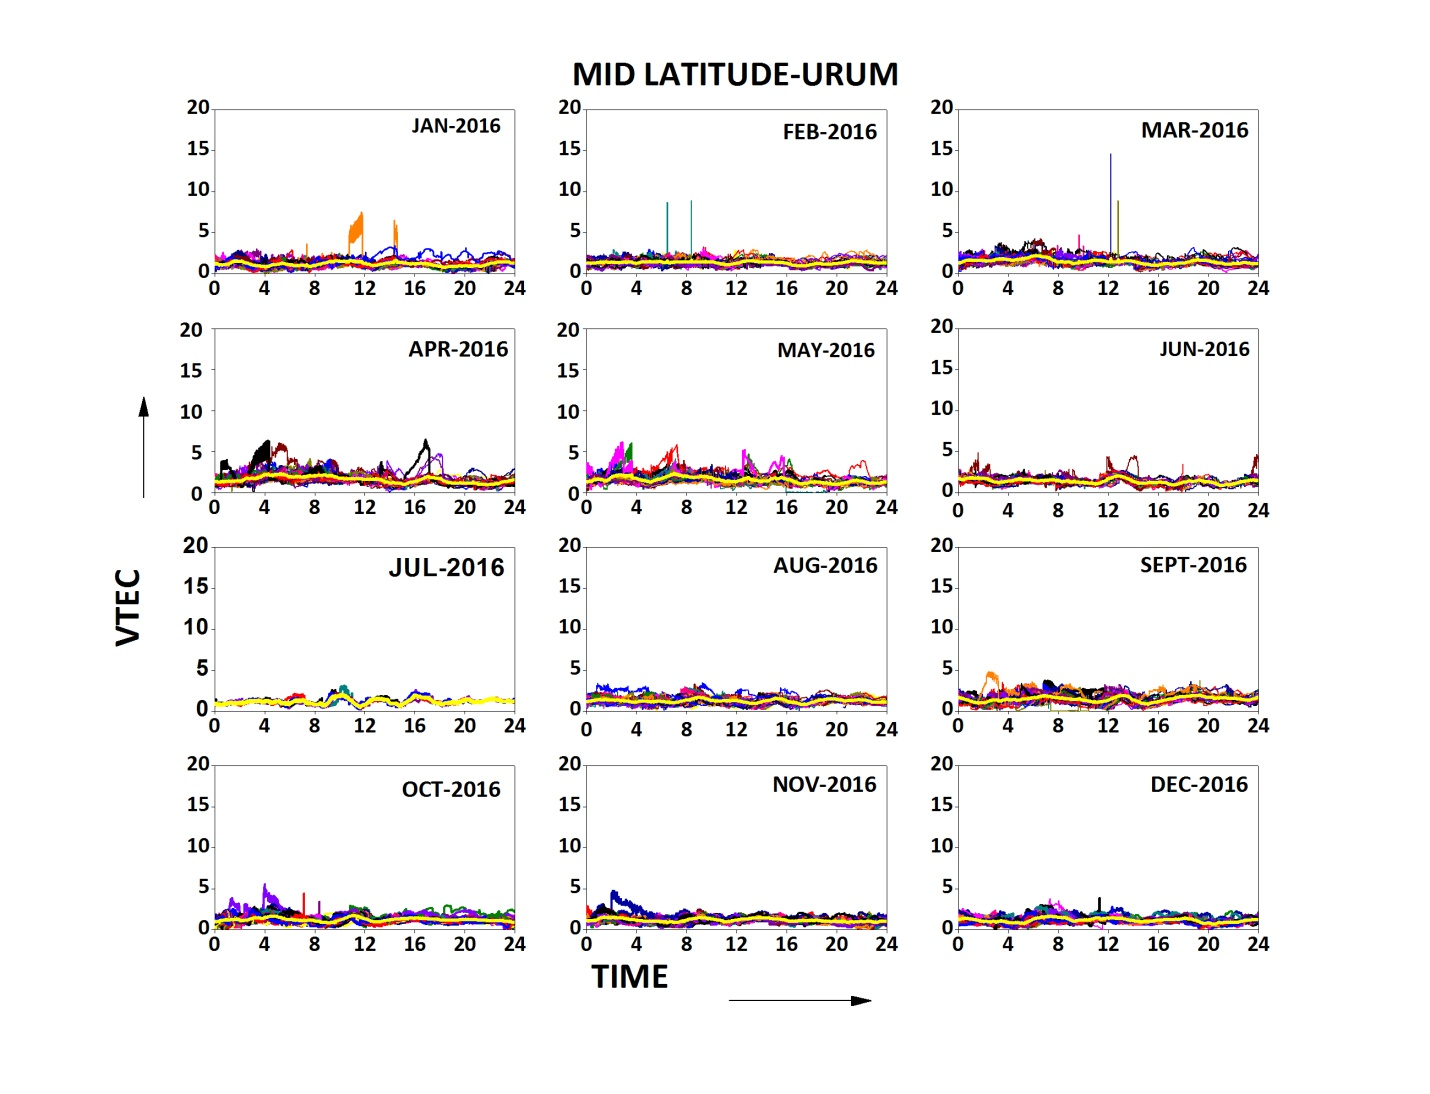 MID LATITUDE-URUM
20 20 20
JAN-2016 FEB-2016 MAR-2016
15 15 15
10 10 10
5 5 5
0 0 0
0 4 8 12 16 20 24 0 4 8 12 16 20 24 0 4 8 12 16 20 24
20 20 20
APR-2016 MAY-2016 JUN-2016
15 15 15
10 10 10
5 5 5
0 0 0
0 4 8 12 16 20 24 0 4 8 12 16 20 24 0 4 8 12 16 20 24
20 20 20
JUL-2016 AUG-2016 SEPT-2016
15 15 15
10 10 10
5 5 5
0 0 0
0 4 8 12 16 20 24 0 4 8 12 16 20 24 0 4 8 12 16 20 24
20 20 20
OCT-2016 NOV-2016 DEC-2016
15 15 15
10 10 10
5 5 5
0 0 0
0 4 8 12 16 20 24 0 4 8 12 16 20 24 0 4 8 12 16 20 24
VTEC
TIME